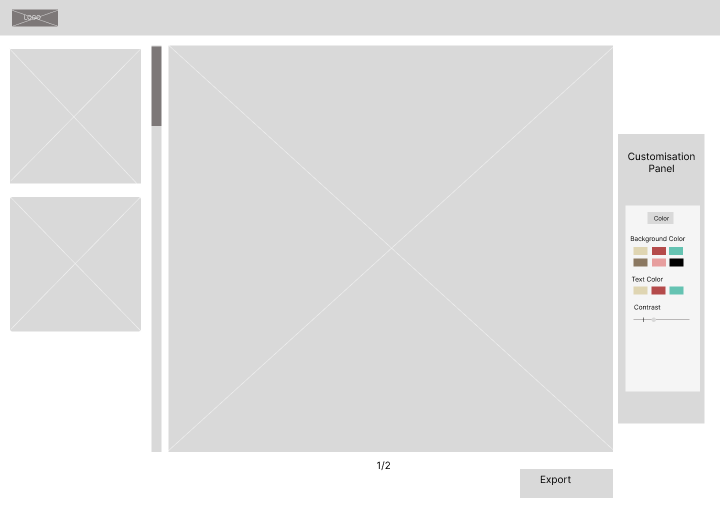 LOGO
Customisation
Panel
Color
Background Color
Text Color
Contrast
1/2
Export